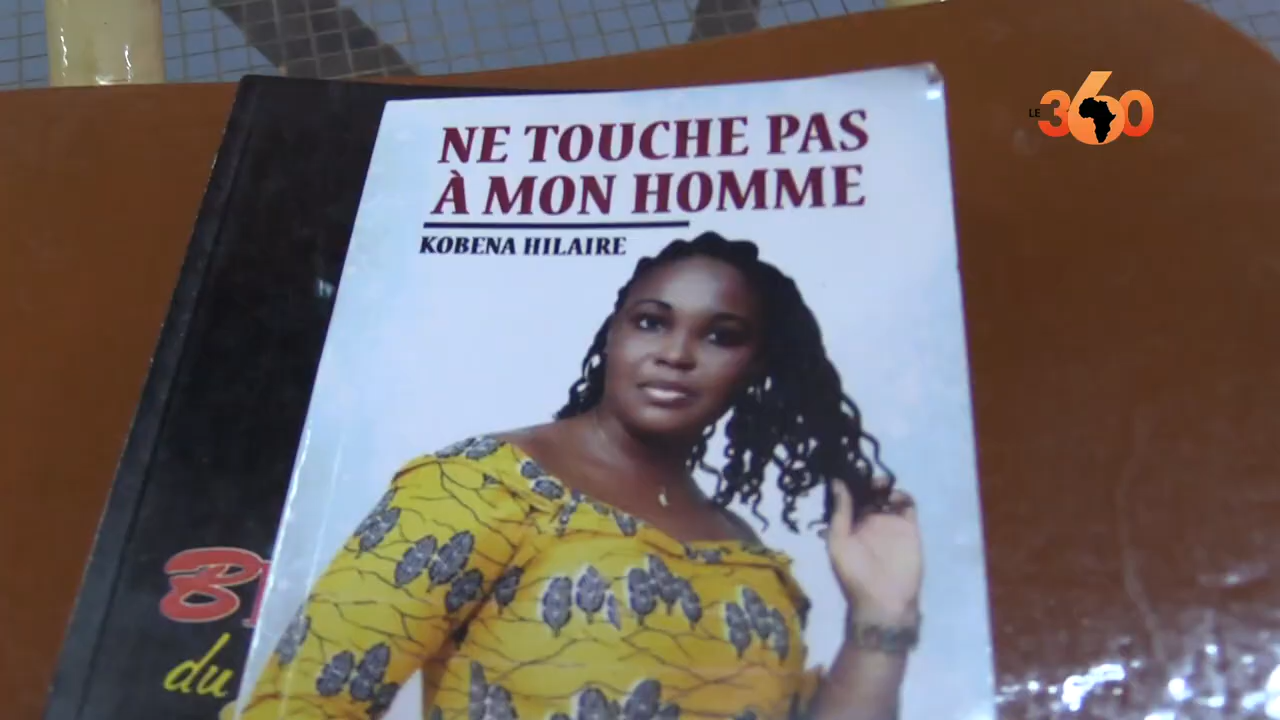 LE 360
NE TOUCHE PAS
À MON HOMME
KOBENA HILAIRE
du